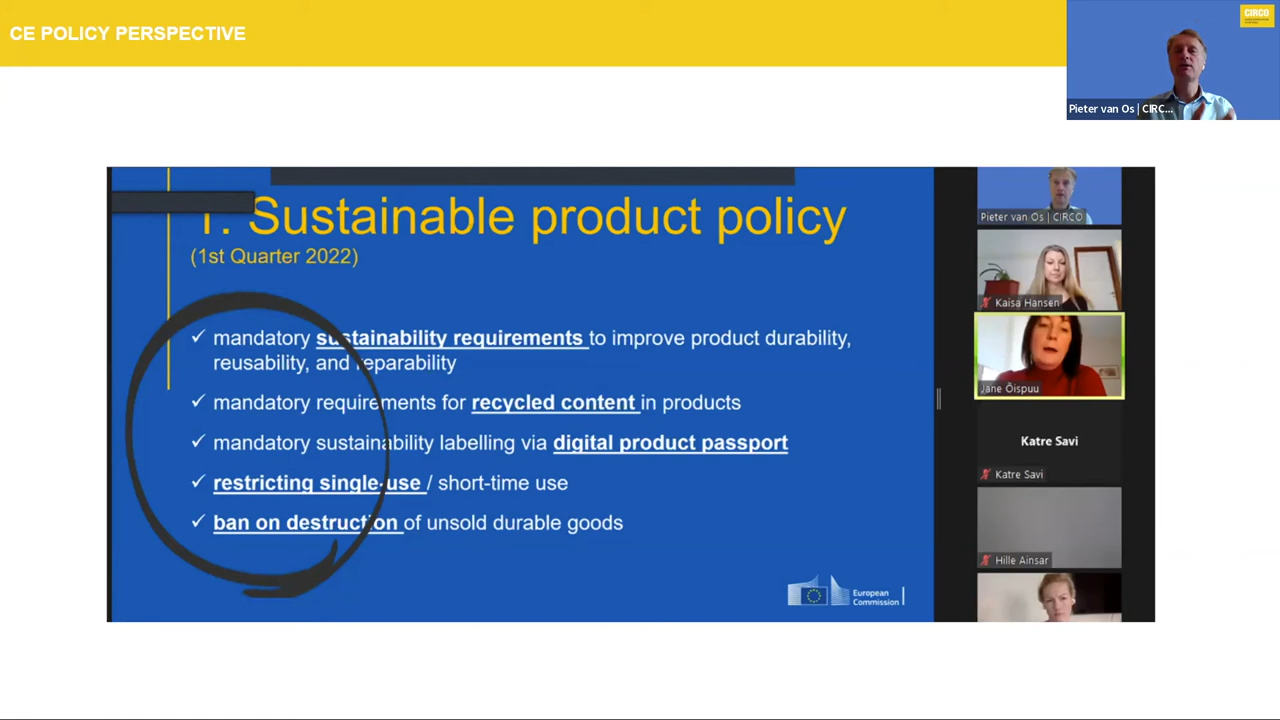 CE POLICY PERSPECTIVE
CIRCO
Pieter van Os | CIRC...
1. Sustainable product policy
(1st Quarter 2022)
✓ mandatory sustainability requirements to improve product durability,
reusability, and reparability
✓ mandatory requirements for recycled content in products
✓ mandatory sustainability labelling via digital product passport
✓ restricting single-use / short-time use
✓ ban on destruction of unsold durable goods
European
Commission
Pieter van Os | CIRCO
Kaisa Hansen
Jane Õispuu
Katre Savi
Katre Savi
Hille Ainsar